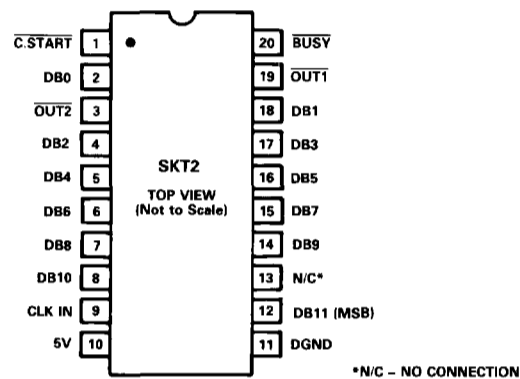 C.START 1 20 BUSY
DB0 2 19 OUT1
OUT2 3 18 DB1
DB2 4 17 DB3
SKT2
DB4 5 16 DB5
TOP VIEW
(Not to Scale)
DB6 6 15 DB7
DB8 7 14 DB9
DB10 8 13 N/C*
CLK IN 9 12 DB11 (MSB)
5V 10 11 DGND
*N/C – NO CONNECTION